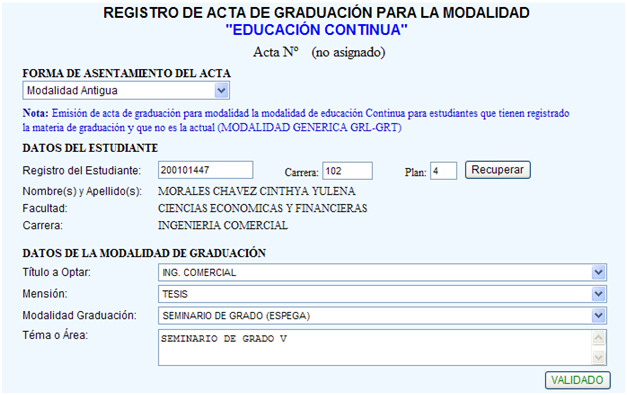 REGISTRO DE ACTA DE GRADUACIÓN PARA LA MODALIDAD
"EDUCACIÓN CONTINUA"
Acta Nº (no asignado)
FORMA DE ASENTAMIENTO DEL ACTA
Modalidad Antigua
Nota: Emisión de acta de graduación para modalidad la modalidad de educación Continua para estudiantes que tienen registrado
la materia de graduación y que no es la actual (MODALIDAD GENERICA GRL-GRT)
DATOS DEL ESTUDIANTE
Registro del Estudiante: 200101447 Carrera: 102 Plan: 4 Recuperar
Nombre(s) y Apellido(s): MORALES CHAVEZ CINTHYA YULENA
Facultad: CIENCIAS ECONOMICAS Y FINANCIERAS
Carrera: INGENIERIA COMERCIAL
DATOS DE LA MODALIDAD DE GRADUACIÓN
Título a Optar: ING. COMERCIAL
Mensión: TESIS
Modalidad Graduación: SEMINARIO DE GRADO (ESPEGA)
Téma o Área: SEMINARIO DE GRADO V
VALIDADO